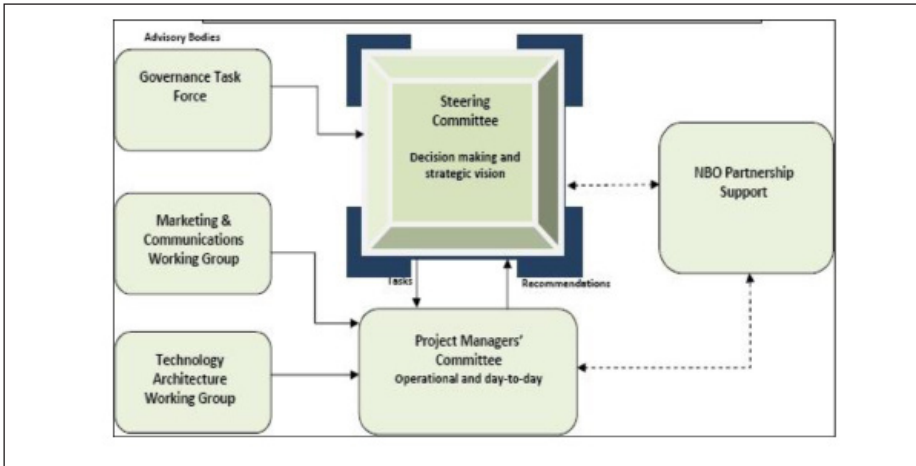 Advisory Bodies
Governance Task
Force
Steering
Committee
Decision making and
strategic vision
NBO Partnership
Support
Marketing &
Communications
Working Group
Tasks
Recommendations
Project Managers'
Committee
Operational and day-to-day
Technology
Architecture
Working Group